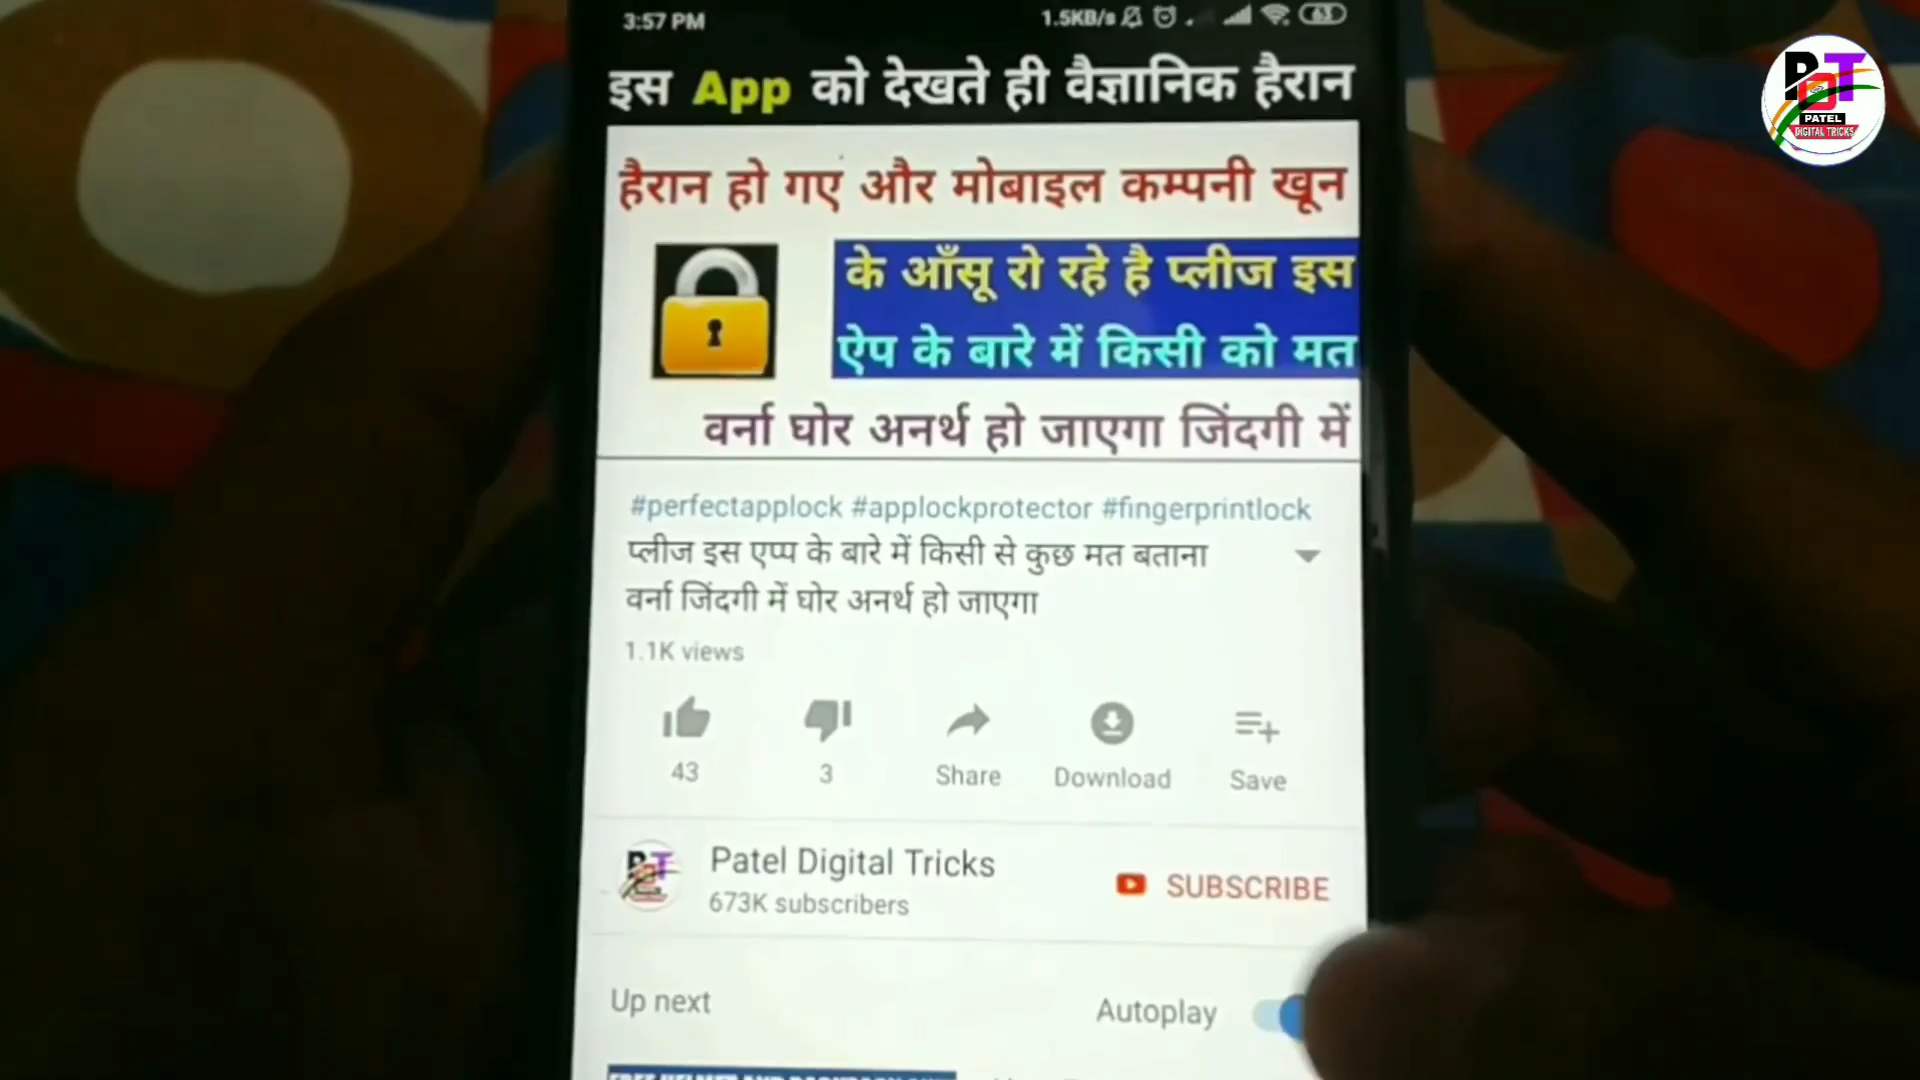 3:57 PM
1.5KB/s
63
इस App को देखते ही वैज्ञानिक हैरान
हैरान हो गए और मोबाइल कम्पनी खून
के आँसू रो रहे है प्लीज इस
ऐप के बारे में किसी को मत
वर्ना घोर अनर्थ हो जाएगा जिंदगी में
#perfectapplock #applockprotector #fingerprintlock
प्लीज इस एप्प के बारे में किसी से कुछ मत बताना
वर्ना जिंदगी में घोर अनर्थ हो जाएगा
1.1K views
43
3
Share
Download
Save
Patel Digital Tricks
673K subscribers
SUBSCRIBE
Up next
Autoplay
PDT
PATEL
DIGITAL TRICKS